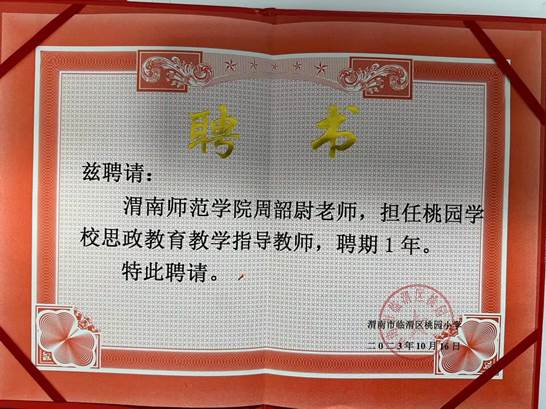 聘 书
兹聘请：
渭南师范学院周韶尉老师，担任桃园学
校思政教育教学指导教师，聘期1年。
特此聘请。
渭南市临渭区桃园小学
二0二3年10月16日